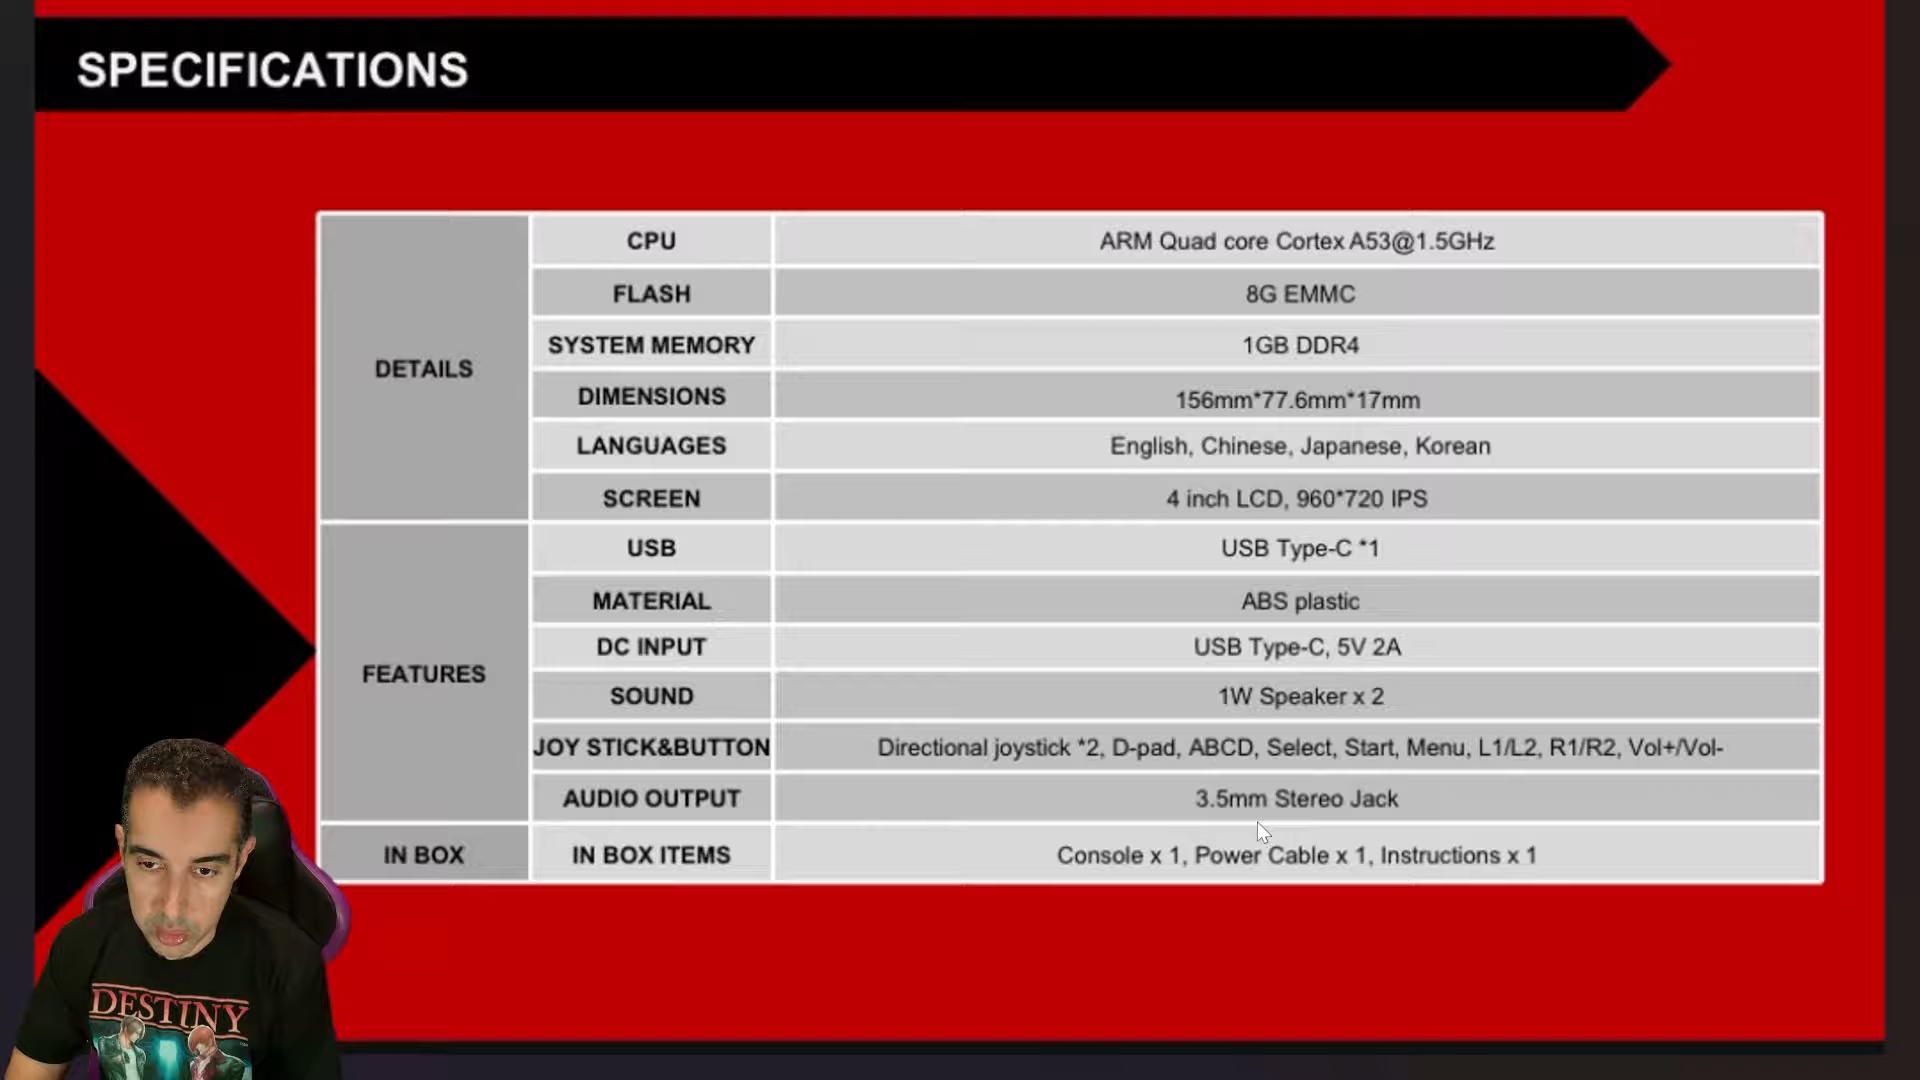 SPECIFICATIONS
DETAILS
CPU ARM Quad core Cortex A53@1.5GHz
FLASH 8G EMMC
SYSTEM MEMORY 1GB DDR4
DIMENSIONS 156mm*77.6mm*17mm
LANGUAGES English, Chinese, Japanese, Korean
SCREEN 4 inch LCD, 960*720 IPS
FEATURES
USB USB Type-C *1
MATERIAL ABS plastic
DC INPUT USB Type-C, 5V 2A
SOUND 1W Speaker x 2
JOY STICK&BUTTON Directional joystick *2, D-pad, ABCD, Select, Start, Menu, L1/L2, R1/R2, Vol+/Vol-
AUDIO OUTPUT 3.5mm Stereo Jack
IN BOX IN BOX ITEMS Console x 1, Power Cable x 1, Instructions x 1
DESTINY